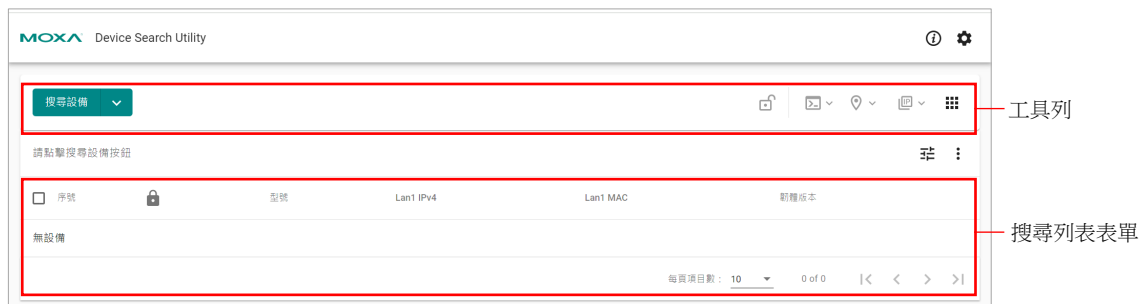 MOXA Device Search Utility
搜尋設備
IP
工具列
請點擊搜尋設備按鈕
序號 型號 Lan1 IPv4 Lan1 MAC 韌體版本
無設備
搜尋列表表單
每頁項目數： 10 0 of 0